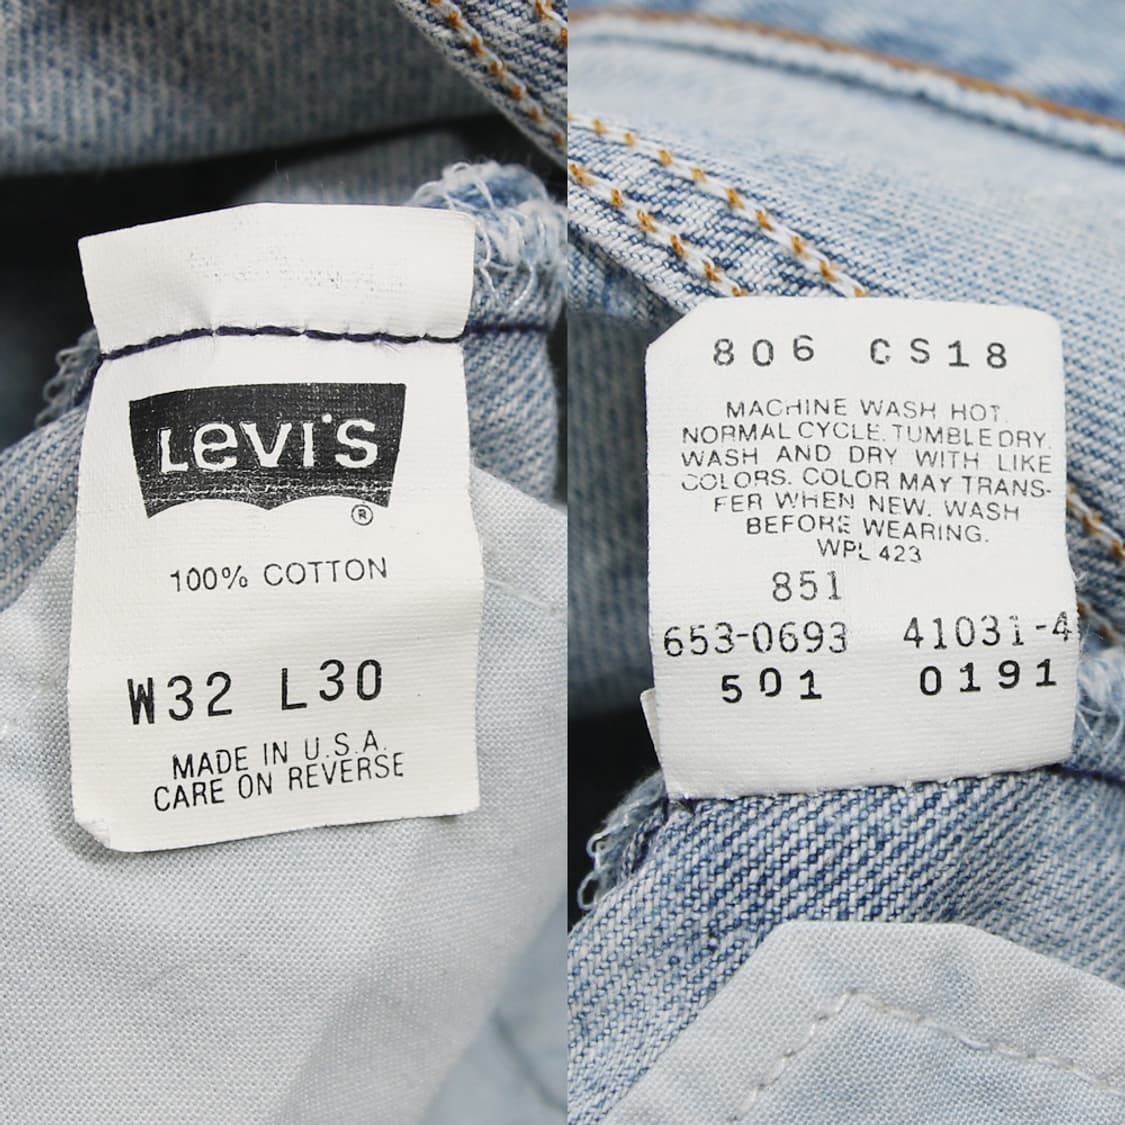 Levi's
®
100% COTTON
W32 L30
MADE IN U.S.A.
CARE ON REVERSE
806 CS18
MACHINE WASH HOT.
NORMAL CYCLE. TUMBLE DRY.
WASH AND DRY WITH LIKE
COLORS. COLOR MAY TRANS-
FER WHEN NEW. WASH
BEFORE WEARING.
WPL 423
851
653-0693 41031-4
501 0191